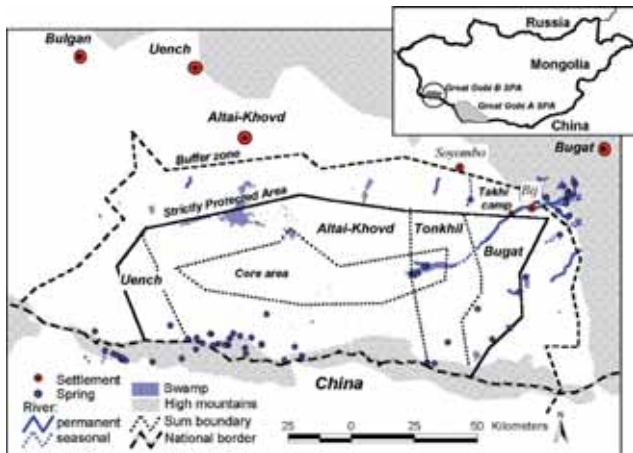 Bulgan
Uench
Altai-Khovd
Buffer zone
Strictly Protected Area
Soyombo
Takhi
camp
Bij
Bugat
Russia
Mongolia
Great Gobi B SPA
Great Gobi A SPA
China
Altai-Khovd
Tonkhil
Bugat
Uench
Core area
China
Settlement
Spring
River:
permanent
seasonal
Swamp
High mountains
Sum boundary
National border
25 0 25 50 Kilometers
N